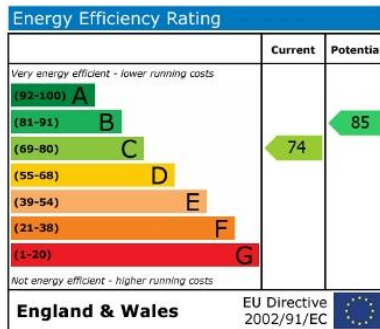 Energy Efficiency Rating
Current Potential
Very energy efficient - lower running costs
(92-100) A
(81-91) B
(69-80) C
(55-68) D
(39-54) E
(21-38) F
(1-20) G
74
85
Not energy efficient - higher running costs
England & Wales
EU Directive
2002/91/EC